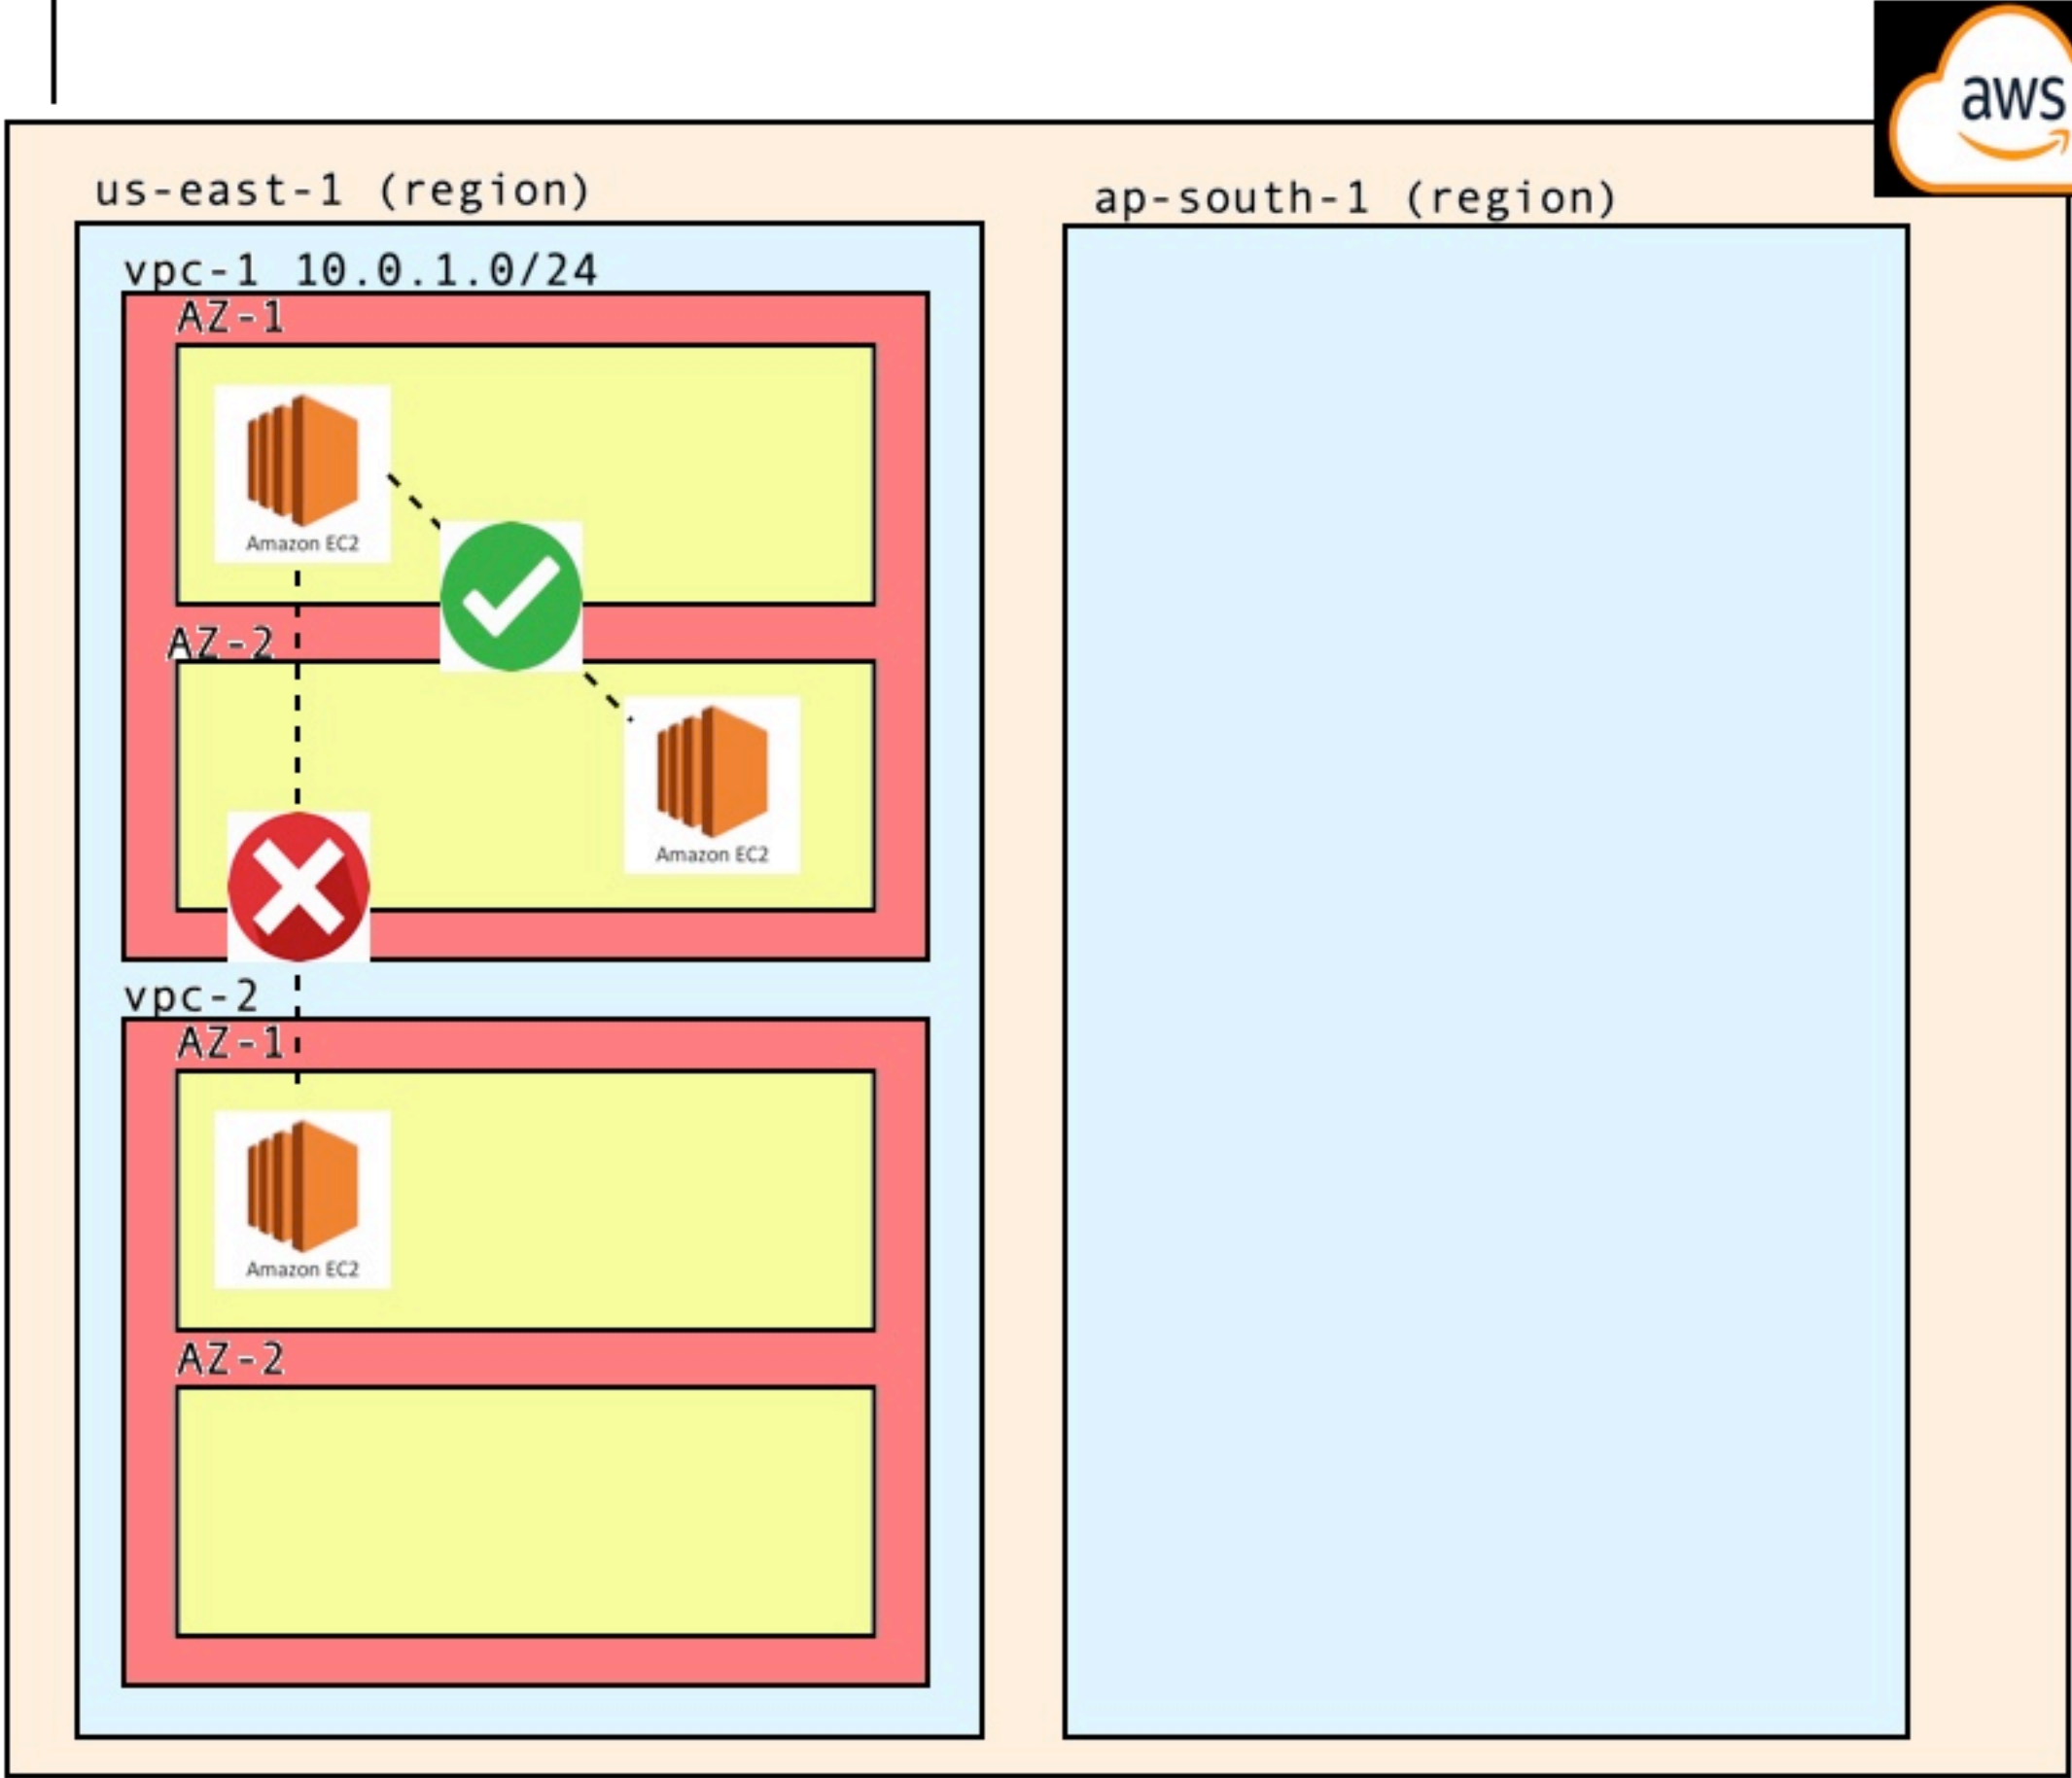 aws
us-east-1 (region)
ap-south-1 (region)
vpc-1 10.0.1.0/24
AZ-1
Amazon EC2
AZ-2
Amazon EC2
vpc-2
AZ-1
Amazon EC2
AZ-2